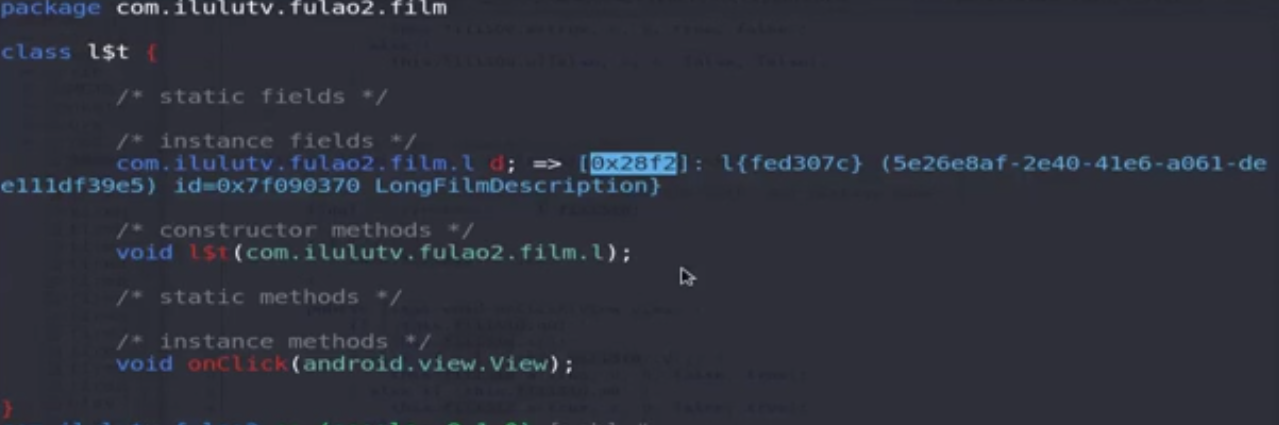 package com.ilulutv.fulao2.film
class l$t {
/* static fields */
/* instance fields */
com.ilulutv.fulao2.film.l d; => [0x28f2]: l{fed307c} (5e26e8af-2e40-41e6-a061-de
e111df39e5) id=0x7f090370 LongFilmDescription}
/* constructor methods */
void l$t(com.ilulutv.fulao2.film.l);
/* static methods */
/* instance methods */
void onClick(android.view.View);
}